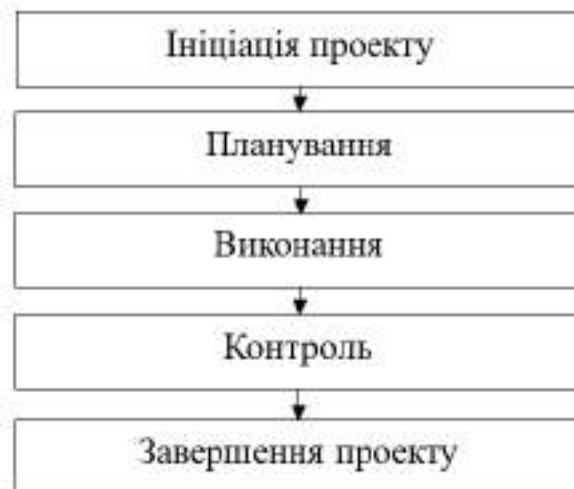 Ініціація проекту
Планування
Виконання
Контроль
Завершення проекту